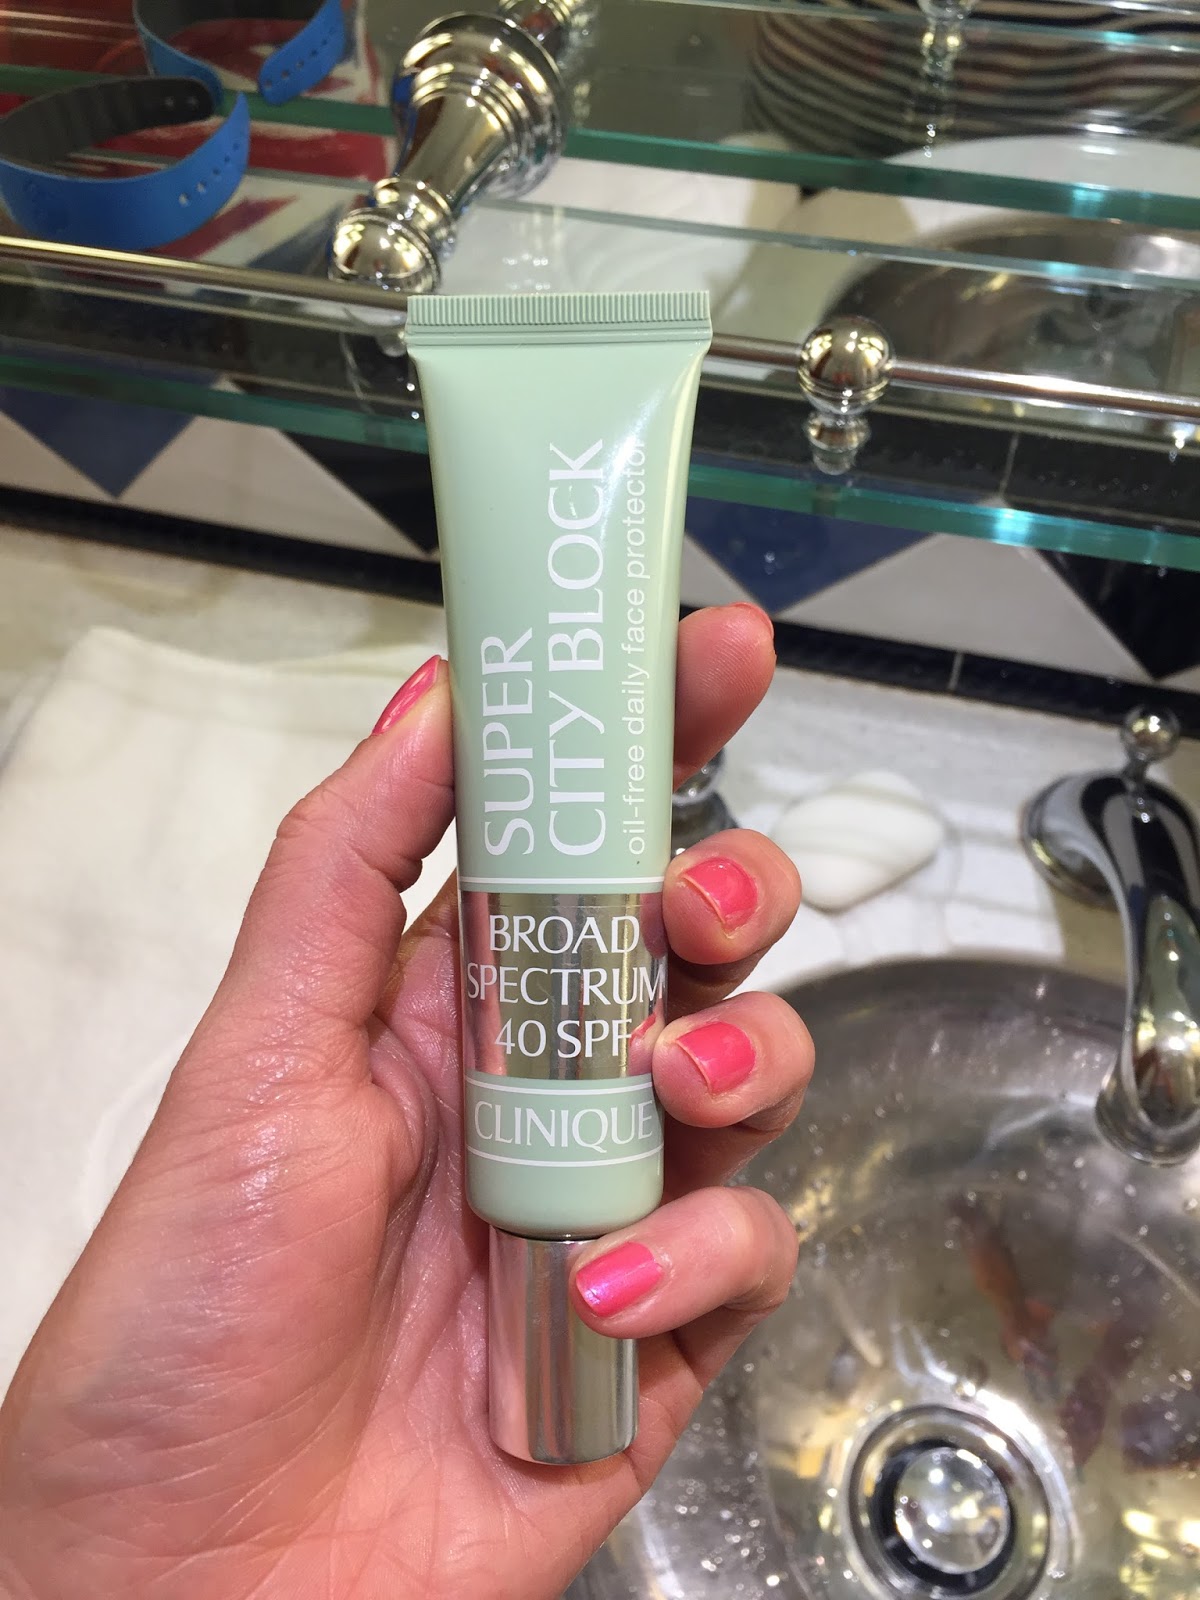 SUPER
CITY BLOCK
oil-free daily face protector
BROAD
SPECTRUM
40 SPF
CLINIQUE